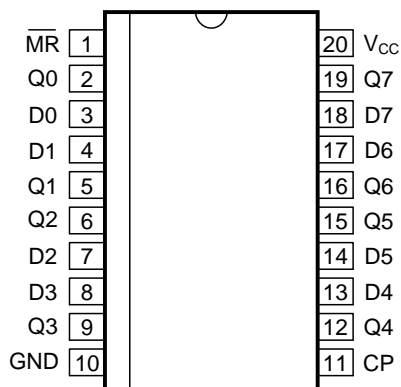 M̅R̅ 1 20 VCC
Q0 2 19 Q7
D0 3 18 D7
D1 4 17 D6
Q1 5 16 Q6
Q2 6 15 Q5
D2 7 14 D5
D3 8 13 D4
Q3 9 12 Q4
GND 10 11 CP